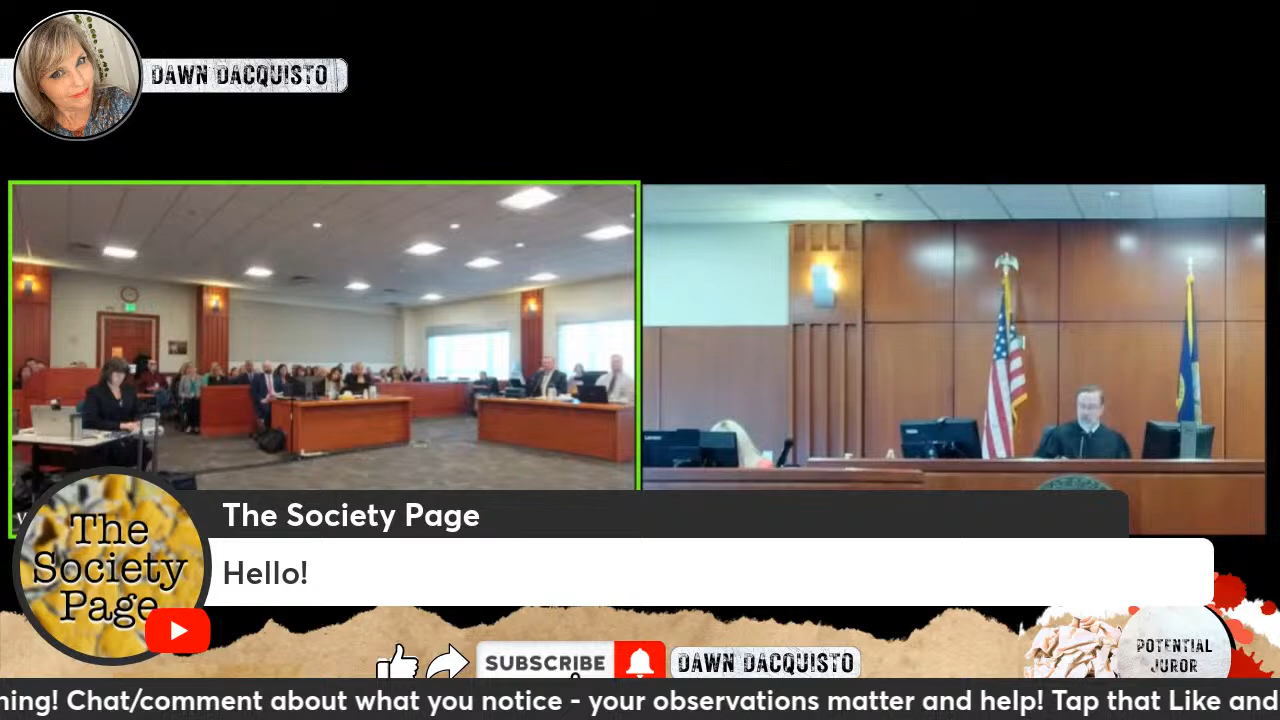 DAWN DACQUISTO
The Society Page
Hello!
The
Society
Page
SUBSCRIBE
DAWN DACQUISTO
POTENTIAL
JUROR
ning! Chat/comment about what you notice - your observations matter and help! Tap that Like and